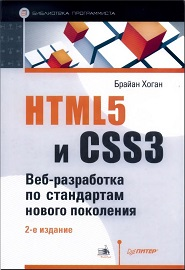 БИБЛИОТЕКА ПРОГРАММИСТА
Брайан Хоган
HTML5
и CSS3
Веб-разработка
по стандартам
нового поколения
2-е издание
ПИТЕР